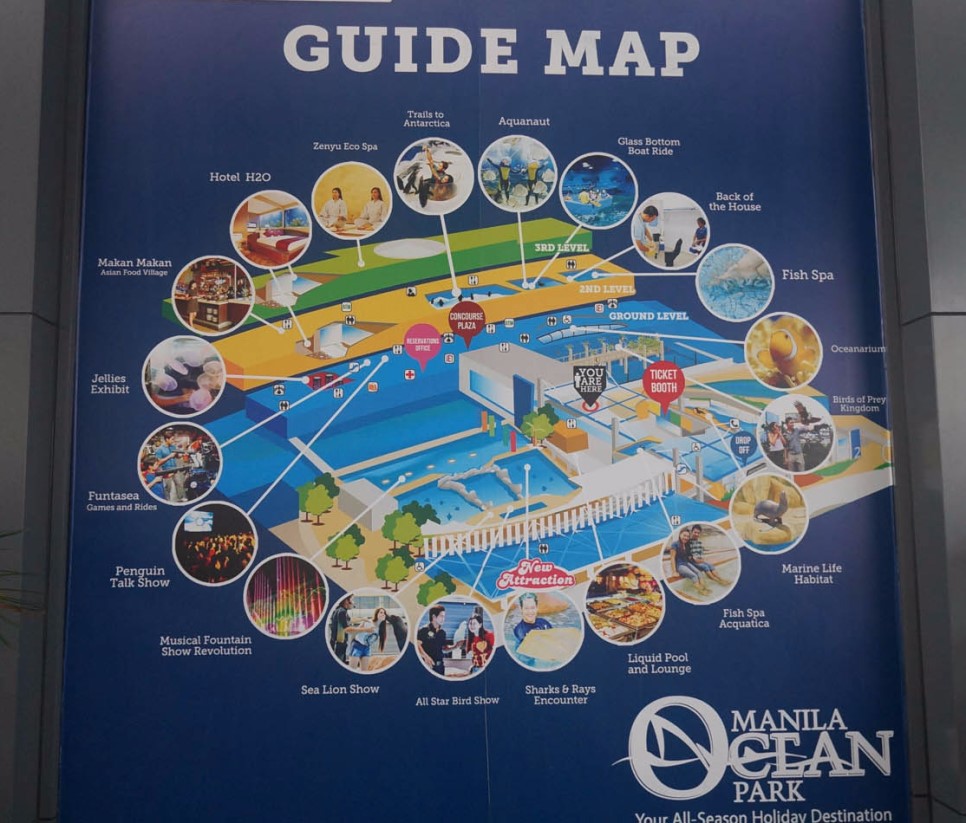 GUIDE MAP
Trails to
Antarctica
Aquanaut
Zenyu Eco Spa
Glass Bottom
Boat Ride
Hotel H2O
Back of
the House
3RD LEVEL
Makan Makan
Asian Food Village
Fish Spa
2ND LEVEL
GROUND LEVEL
CONCOURSE
PLAZA
RESERVATIONS
OFFICE
Oceanarium
Jellies
Exhibit
YOU
ARE
HERE
TICKET
BOOTH
Birds of Prey
Kingdom
DROP
OFF
2
Funtasea
Games and Rides
Penguin
Talk Show
New
Attraction
Marine Life
Habitat
Fish Spa
Acquatica
Musical Fountain
Show Revolution
Liquid Pool
and Lounge
Sea Lion Show
All Star Bird Show
Sharks & Rays
Encounter
MANILA
OCEAN
PARK
Your All-Season Holiday Destination